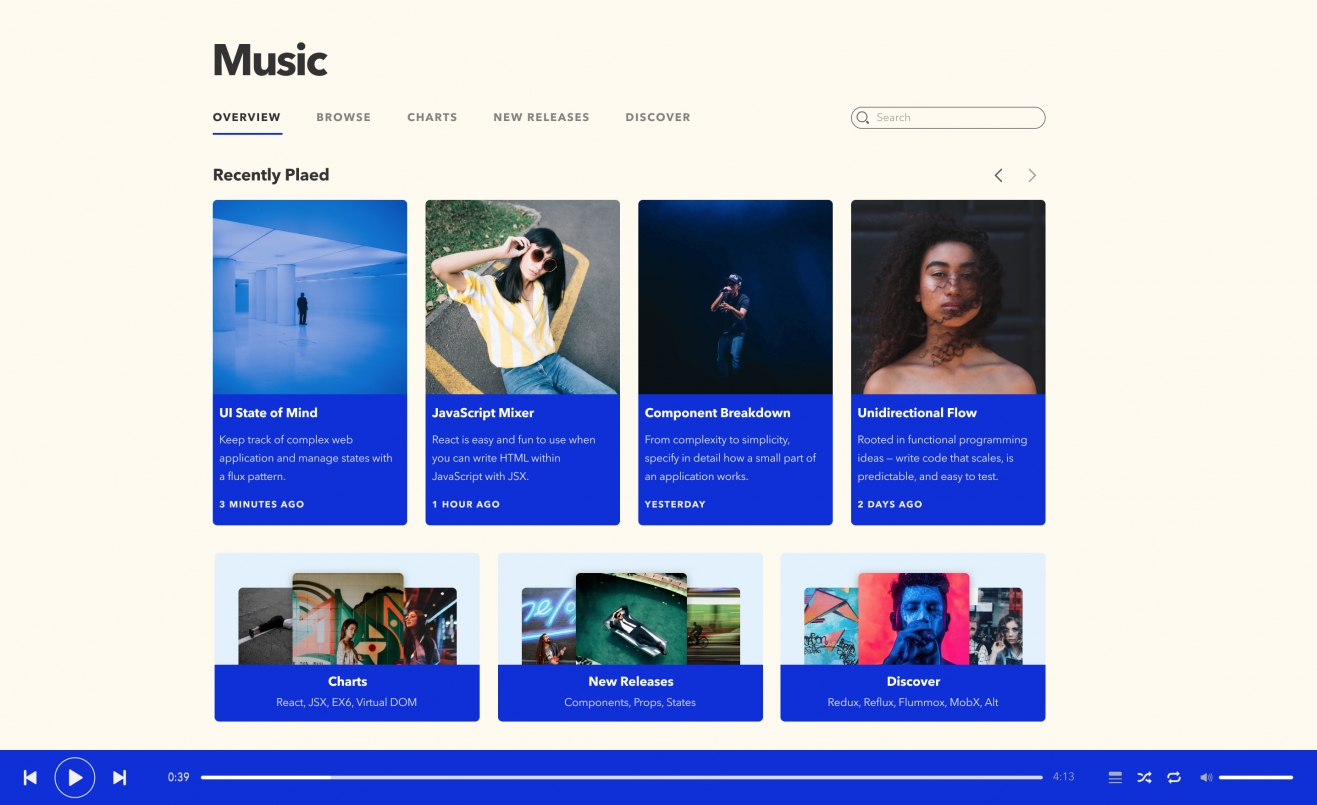 Music
OVERVIEW BROWSE CHARTS NEW RELEASES DISCOVER Search
Recently Plaed
UI State of Mind
Keep track of complex web
application and manage states with
a flux pattern.
3 MINUTES AGO
JavaScript Mixer
React is easy and fun to use when
you can write HTML within
JavaScript with JSX.
1 HOUR AGO
Component Breakdown
From complexity to simplicity,
specify in detail how a small part of
an application works.
YESTERDAY
Unidirectional Flow
Rooted in functional programming
ideas – write code that scales, is
predictable, and easy to test.
2 DAYS AGO
Charts
React, JSX, EX6, Virtual DOM
New Releases
Components, Props, States
Discover
Redux, Reflux, Flummox, MobX, Alt
0:39 4:13